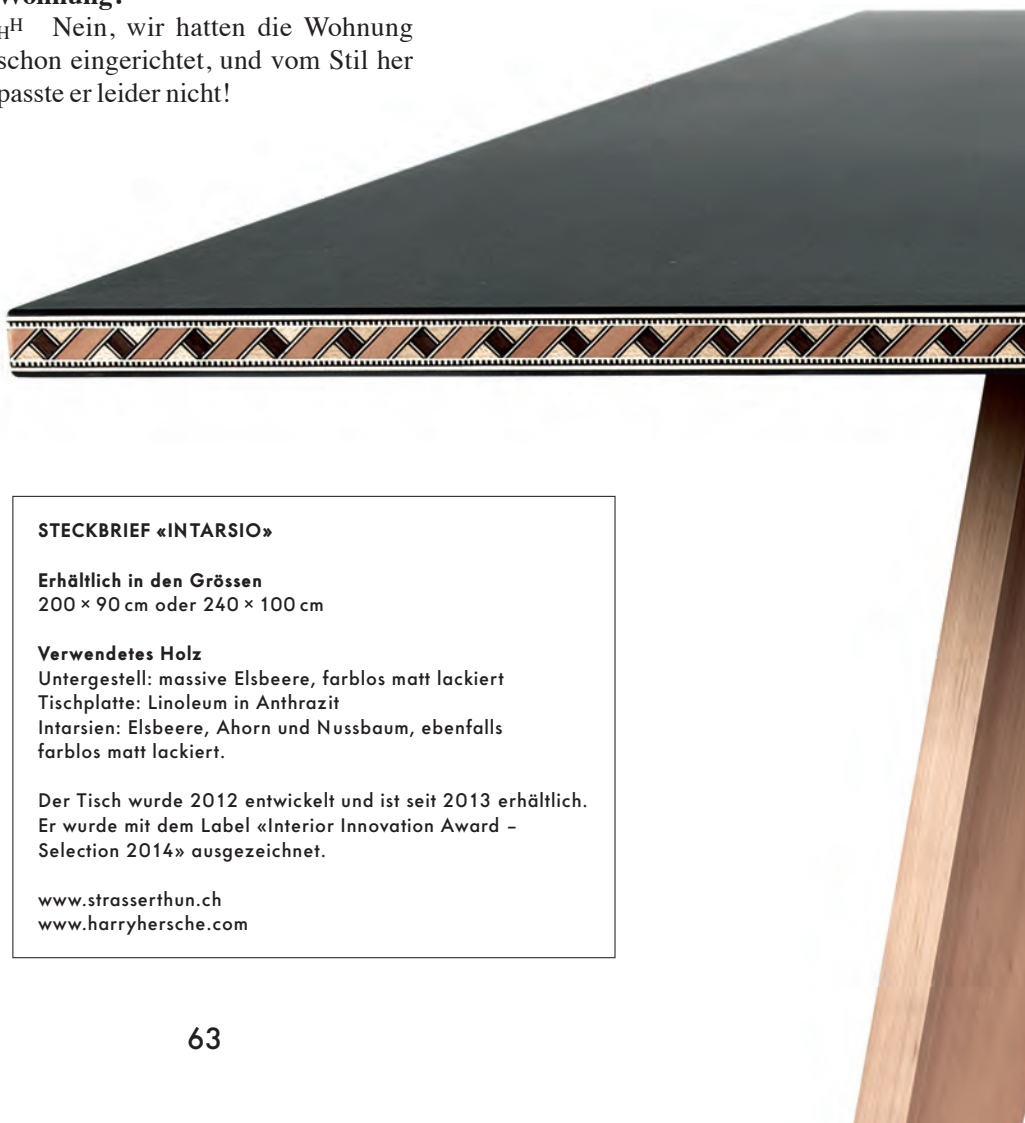 Wohnung?
HH Nein, wir hatten die Wohnung
schon eingerichtet, und vom Stil her
passte er leider nicht!
STECKBRIEF «INTARSIO»
Erhältlich in den Grössen
200 × 90 cm oder 240 × 100 cm
Verwendetes Holz
Untergestell: massive Elsbeere, farblos matt lackiert
Tischplatte: Linoleum in Anthrazit
Intarsien: Elsbeere, Ahorn und Nussbaum, ebenfalls
farblos matt lackiert.
Der Tisch wurde 2012 entwickelt und ist seit 2013 erhältlich.
Er wurde mit dem Label «Interior Innovation Award –
Selection 2014» ausgezeichnet.
www.strasserthun.ch
www.harryhersche.com
63